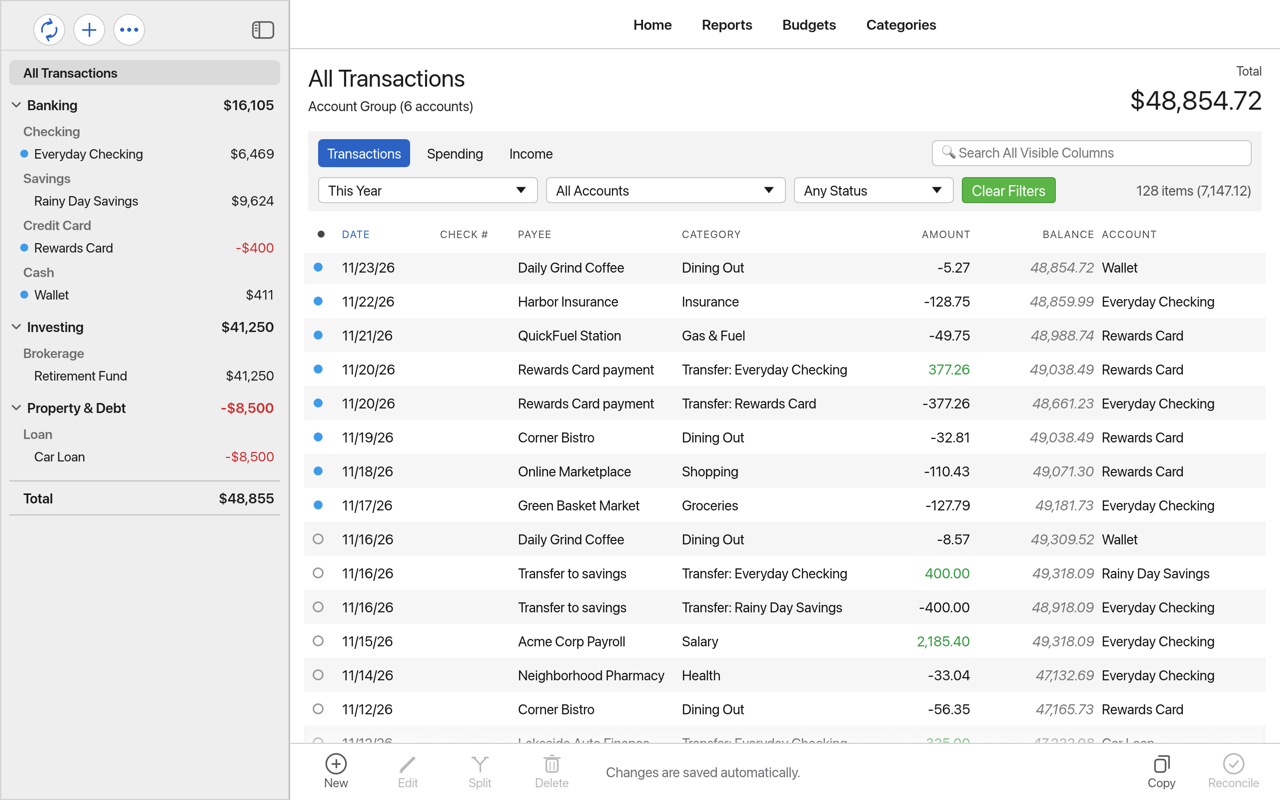 Home Reports Budgets Categories
All Transactions
Banking $16,105
Checking
Everyday Checking $6,469
Savings
Rainy Day Savings $9,624
Credit Card
Rewards Card -$400
Cash
Wallet $411
Investing $41,250
Brokerage
Retirement Fund $41,250
Property & Debt -$8,500
Loan
Car Loan -$8,500
Total $48,855
All Transactions
Account Group (6 accounts)
Total
$48,854.72
Transactions Spending Income
Search All Visible Columns
This Year All Accounts Any Status Clear Filters 128 items (7,147.12)
DATE CHECK # PAYEE CATEGORY AMOUNT BALANCE ACCOUNT
11/23/26 Daily Grind Coffee Dining Out -5.27 48,854.72 Wallet
11/22/26 Harbor Insurance Insurance -128.75 48,859.99 Everyday Checking
11/21/26 QuickFuel Station Gas & Fuel -49.75 48,988.74 Rewards Card
11/20/26 Rewards Card payment Transfer: Everyday Checking 377.26 49,038.49 Rewards Card
11/20/26 Rewards Card payment Transfer: Rewards Card -377.26 48,661.23 Everyday Checking
11/19/26 Corner Bistro Dining Out -32.81 49,038.49 Rewards Card
11/18/26 Online Marketplace Shopping -110.43 49,071.30 Rewards Card
11/17/26 Green Basket Market Groceries -127.79 49,181.73 Everyday Checking
11/16/26 Daily Grind Coffee Dining Out -8.57 49,309.52 Wallet
11/16/26 Transfer to savings Transfer: Everyday Checking 400.00 49,318.09 Rainy Day Savings
11/16/26 Transfer to savings Transfer: Rainy Day Savings -400.00 48,918.09 Everyday Checking
11/15/26 Acme Corp Payroll Salary 2,185.40 49,318.09 Everyday Checking
11/14/26 Neighborhood Pharmacy Health -33.04 47,132.69 Everyday Checking
11/12/26 Corner Bistro Dining Out -56.35 47,165.73 Rewards Card
11/12/26 Lakeside Auto Finance Transfer: Everyday Checking Car Loan
New Edit Split Delete Changes are saved automatically. Copy Reconcile